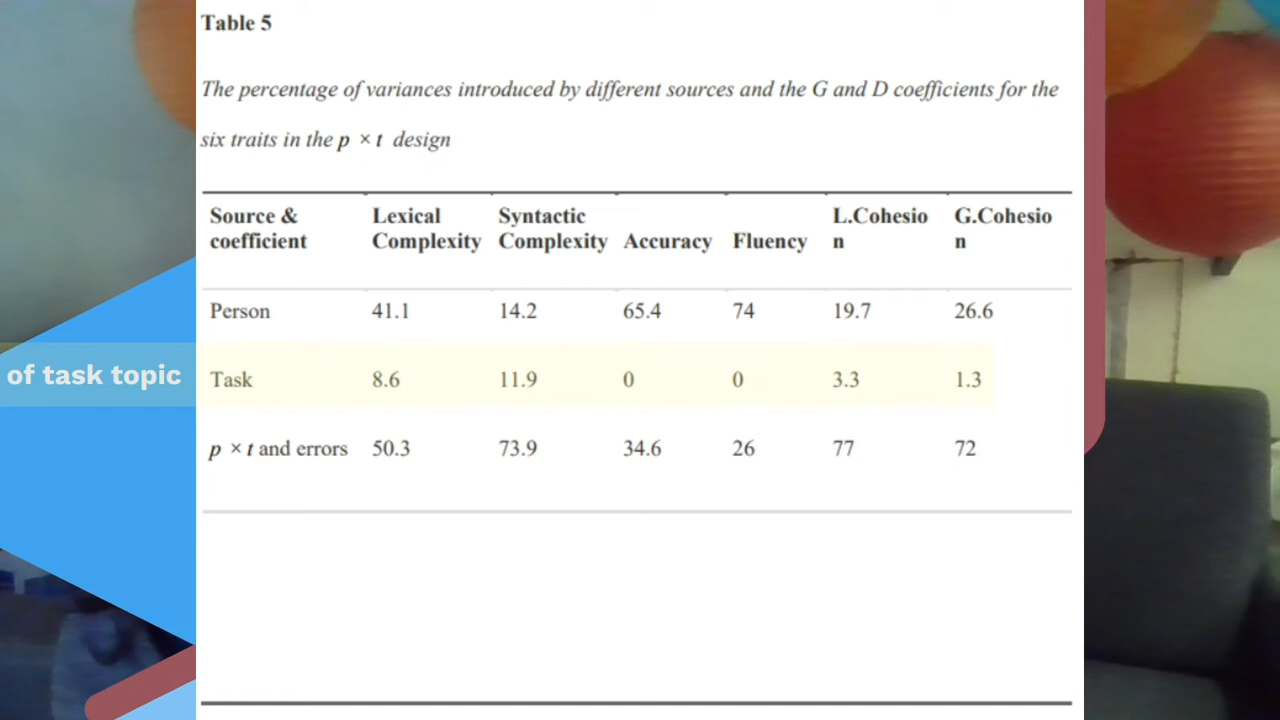 Table 5
The percentage of variances introduced by different sources and the G and D coefficients for the
six traits in the p × t design
Source & coefficient Lexical Complexity Syntactic Complexity Accuracy Fluency L.Cohesio n G.Cohesio n
Person 41.1 14.2 65.4 74 19.7 26.6
of task topic
Task 8.6 11.9 0 0 3.3 1.3
p × t and errors 50.3 73.9 34.6 26 77 72